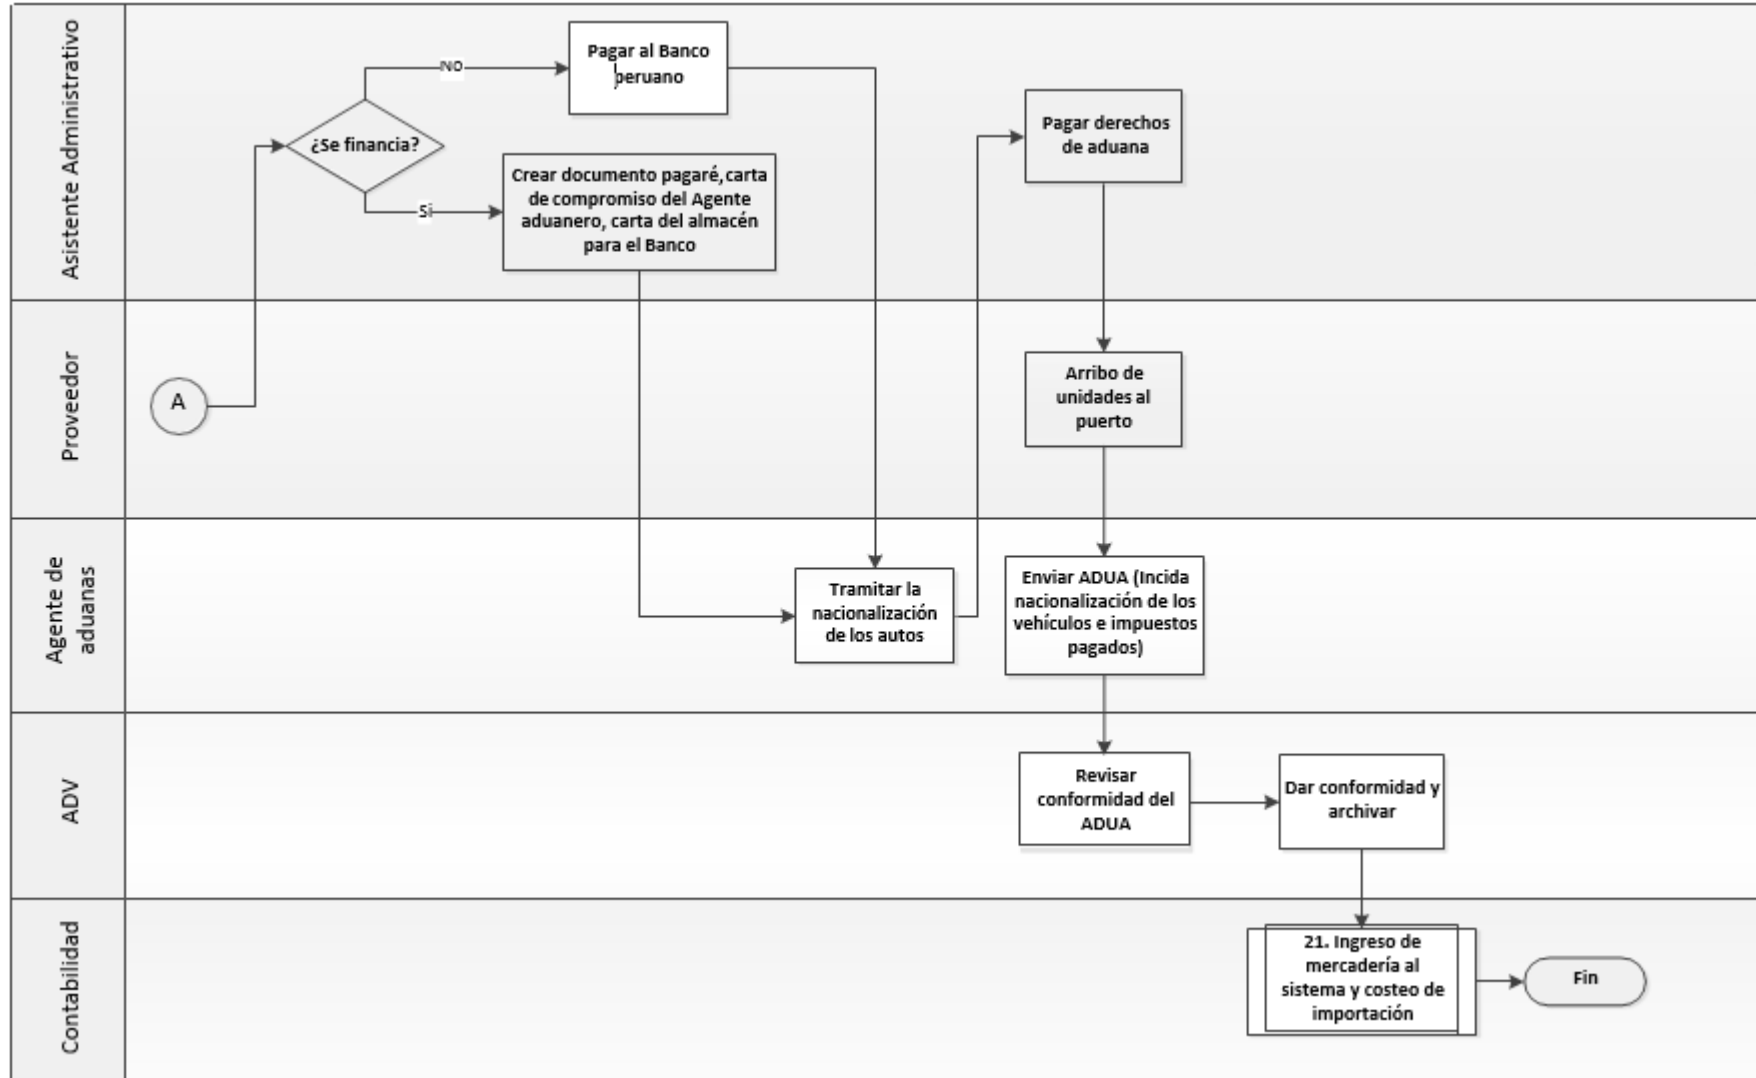 Asistente Administrativo
NO
Pagar al Banco
peruano
¿Se financia?
Si
Crear documento pagaré, carta
de compromiso del Agente
aduanero, carta del almacén
para el Banco
Pagar derechos
de aduana
Proveedor
A
Arribo de
unidades al
puerto
Agente de
aduanas
Tramitar la
nacionalización
de los autos
Enviar ADUA (Incida
nacionalización de los
vehículos e impuestos
pagados)
ADV
Revisar
conformidad del
ADUA
Dar conformidad y
archivar
Contabilidad
21. Ingreso de
mercadería al
sistema y costeo de
importación
Fin